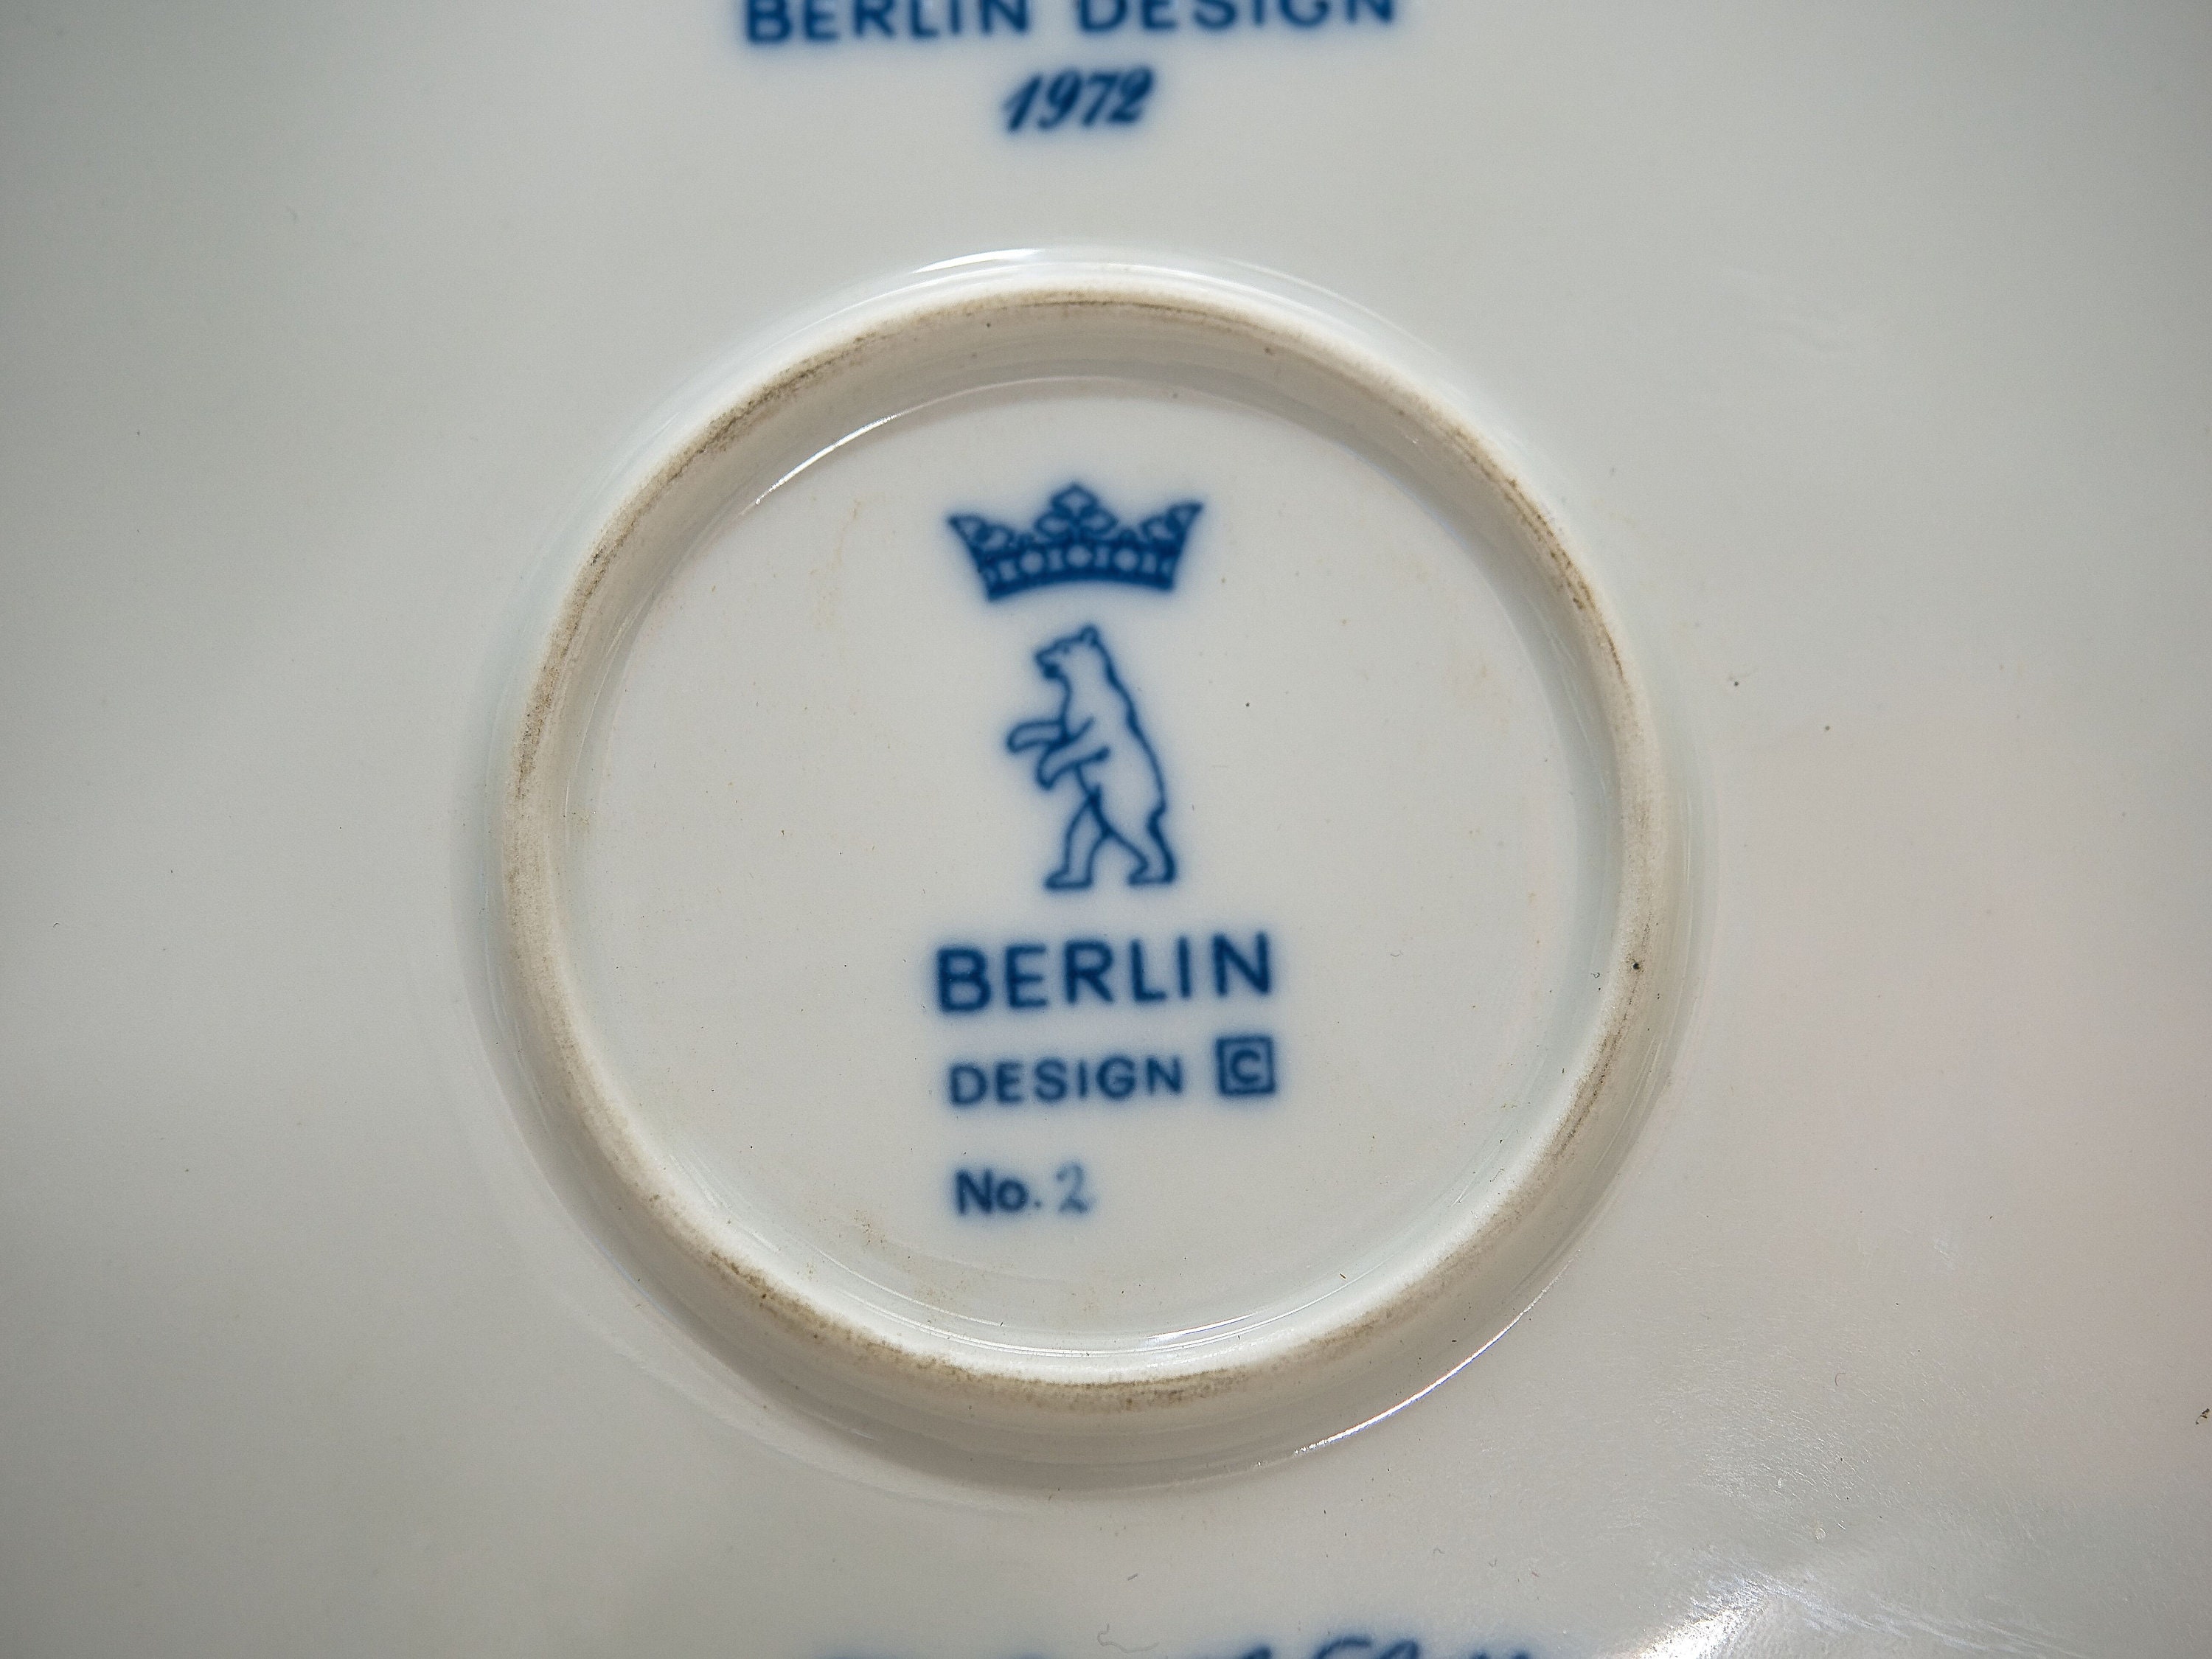 BERLIN DESIGN
1972
BERLIN
DESIGN C
No. 2